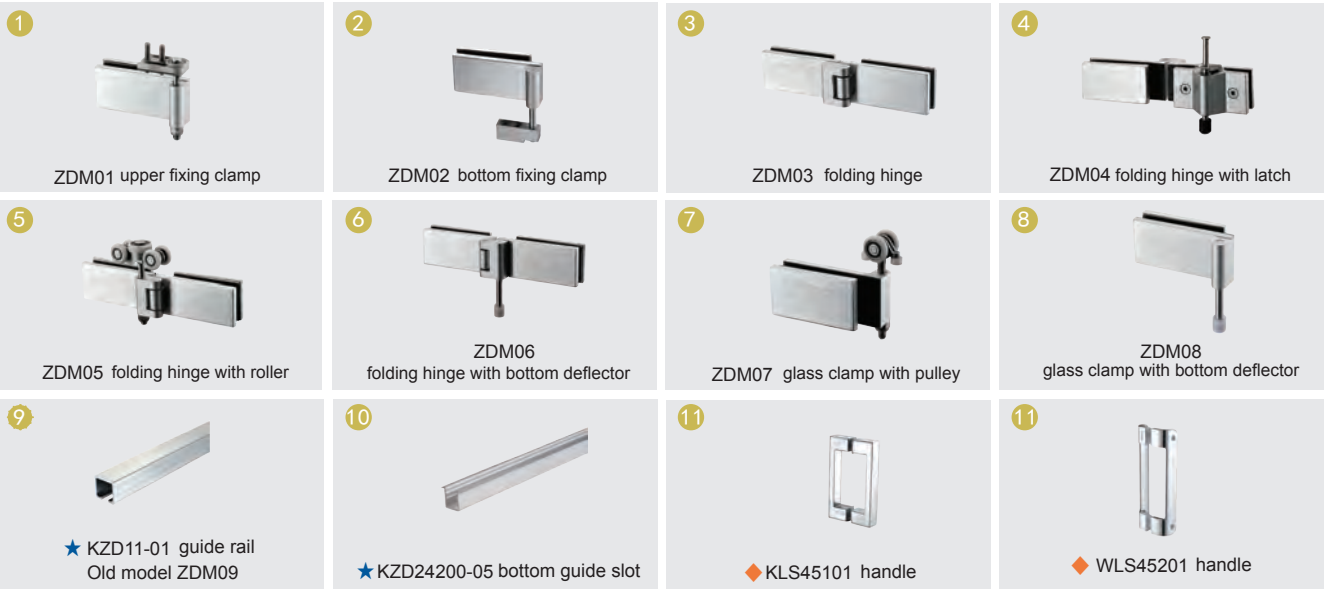 1
ZDM01 upper fixing clamp
2
ZDM02 bottom fixing clamp
3
ZDM03 folding hinge
4
ZDM04 folding hinge with latch
5
ZDM05 folding hinge with roller
6
ZDM06
folding hinge with bottom deflector
7
ZDM07 glass clamp with pulley
8
ZDM08
glass clamp with bottom deflector
9
★ KZD11-01 guide rail
Old model ZDM09
10
★ KZD24200-05 bottom guide slot
11
◆ KLS45101 handle
11
◆ WLS45201 handle